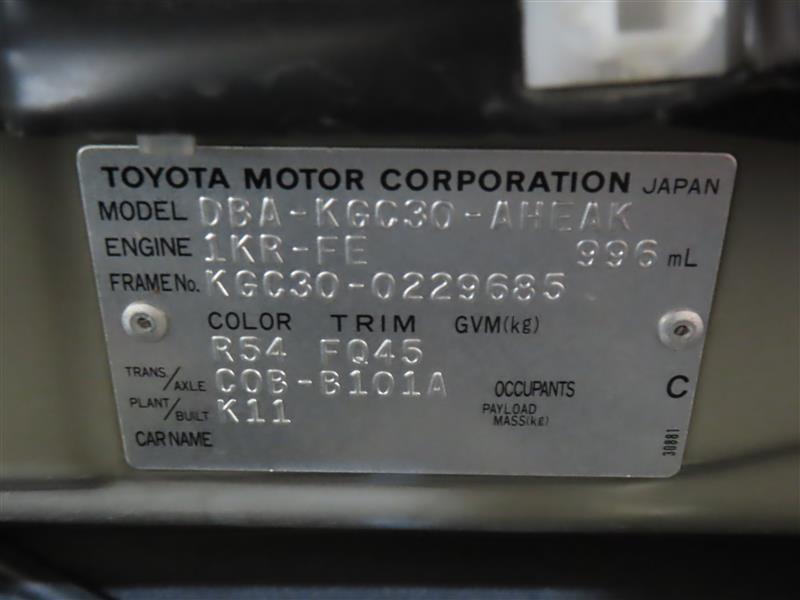 TOYOTA MOTOR CORPORATION JAPAN
MODEL DBA-KGC30-AHEAK
ENGINE 1KR-FE 996 mL
FRAME No. KGC30-0229685
COLOR TRIM GVM(kg)
R54 FQ45
TRANS./AXLE C0B-B101A OCCUPANTS C
PLANT/BUILT K11 PAYLOAD MASS(kg)
CAR NAME
30881